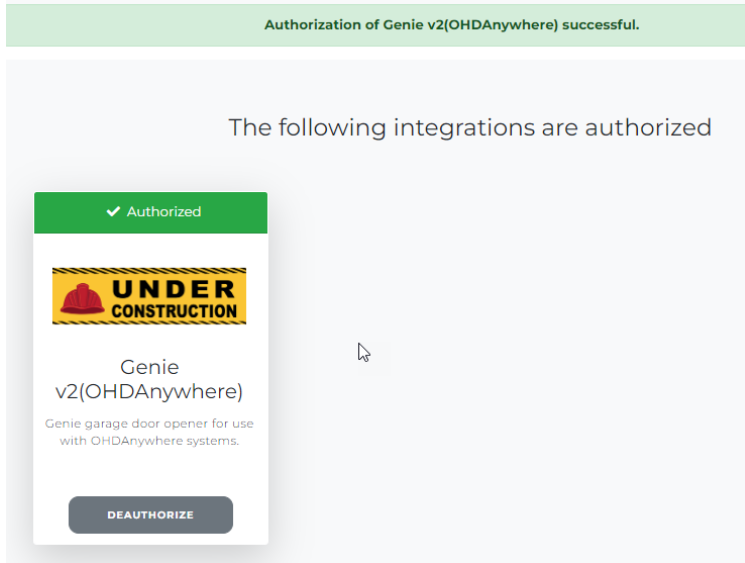 Authorization of Genie v2(OHDAnywhere) successful.
The following integrations are authorized
Authorized
UNDER
CONSTRUCTION
Genie
v2(OHDAnywhere)
Genie garage door opener for use
with OHDAnywhere systems.
DEAUTHORIZE